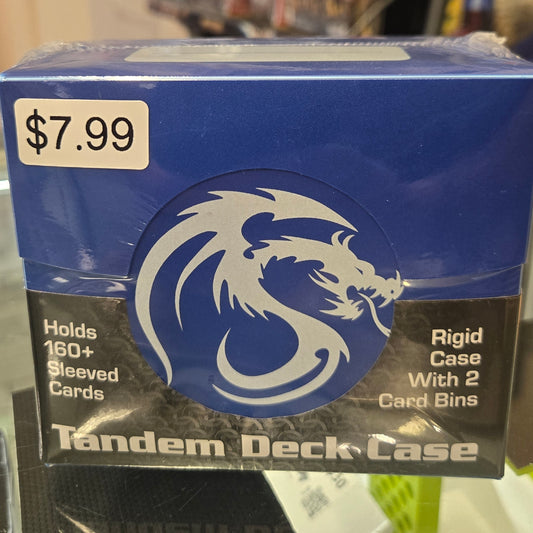 $7.99
Holds
160+
Sleeved
Cards
Rigid
Case
With 2
Card Bins
Tandem Deck Case